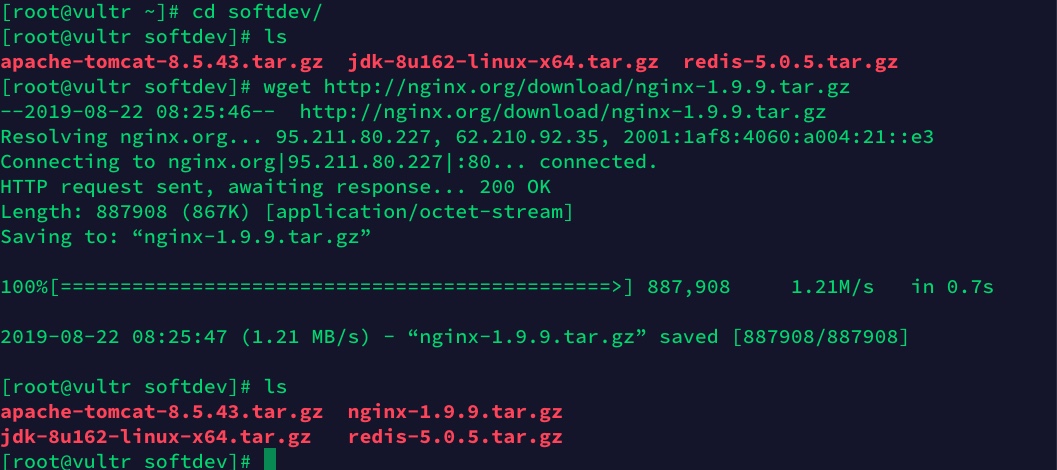 [root@vultr ~]# cd softdev/
[root@vultr softdev]# ls
apache-tomcat-8.5.43.tar.gz  jdk-8u162-linux-x64.tar.gz  redis-5.0.5.tar.gz
[root@vultr softdev]# wget http://nginx.org/download/nginx-1.9.9.tar.gz
--2019-08-22 08:25:46--  http://nginx.org/download/nginx-1.9.9.tar.gz
Resolving nginx.org... 95.211.80.227, 62.210.92.35, 2001:1af8:4060:a004:21::e3
Connecting to nginx.org|95.211.80.227|:80... connected.
HTTP request sent, awaiting response... 200 OK
Length: 887908 (867K) [application/octet-stream]
Saving to: “nginx-1.9.9.tar.gz”
100%[==============================================>] 887,908     1.21M/s   in 0.7s
2019-08-22 08:25:47 (1.21 MB/s) - “nginx-1.9.9.tar.gz” saved [887908/887908]
[root@vultr softdev]# ls
apache-tomcat-8.5.43.tar.gz  nginx-1.9.9.tar.gz
jdk-8u162-linux-x64.tar.gz   redis-5.0.5.tar.gz
[root@vultr softdev]#